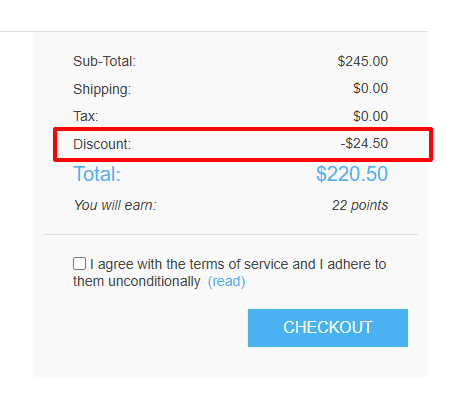 Sub-Total: $245.00
Shipping: $0.00
Tax: $0.00
Discount: -$24.50
Total: $220.50
You will earn: 22 points
I agree with the terms of service and I adhere to
them unconditionally (read)
CHECKOUT